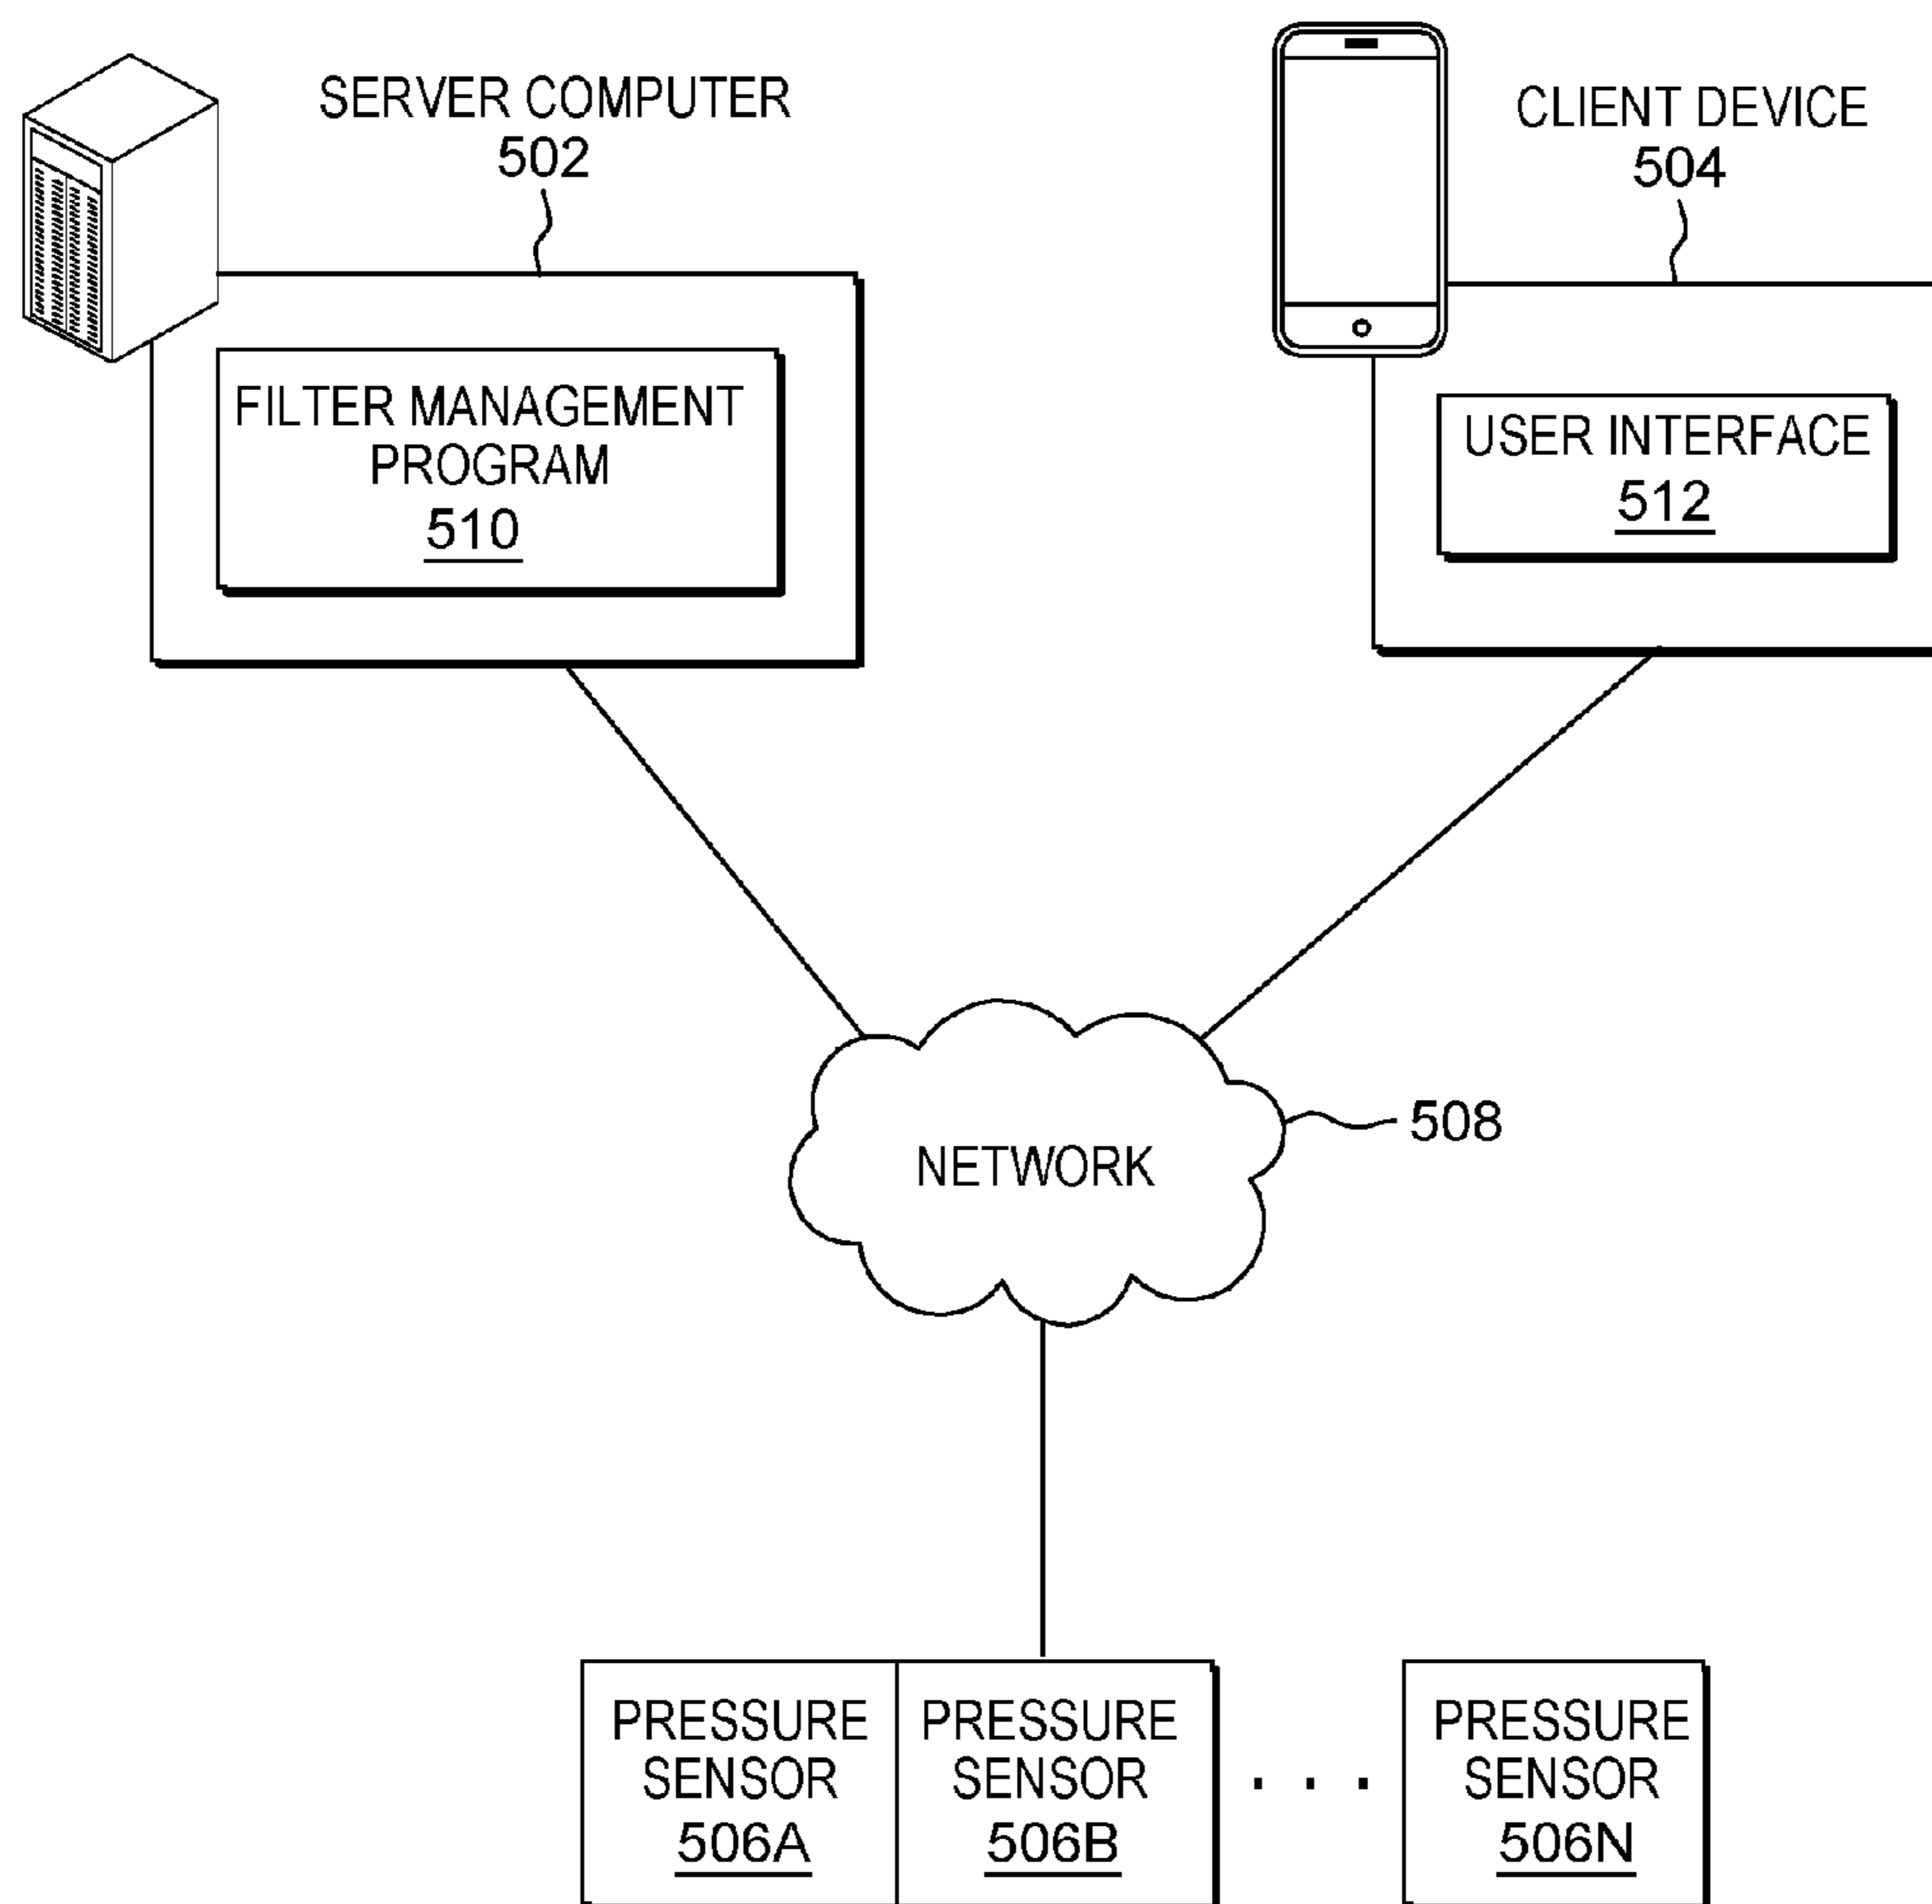 SERVER COMPUTER
502
CLIENT DEVICE
504
FILTER MANAGEMENT
PROGRAM
510
USER INTERFACE
512
NETWORK
508
PRESSURE
SENSOR
506A
PRESSURE
SENSOR
506B
. . .
PRESSURE
SENSOR
506N